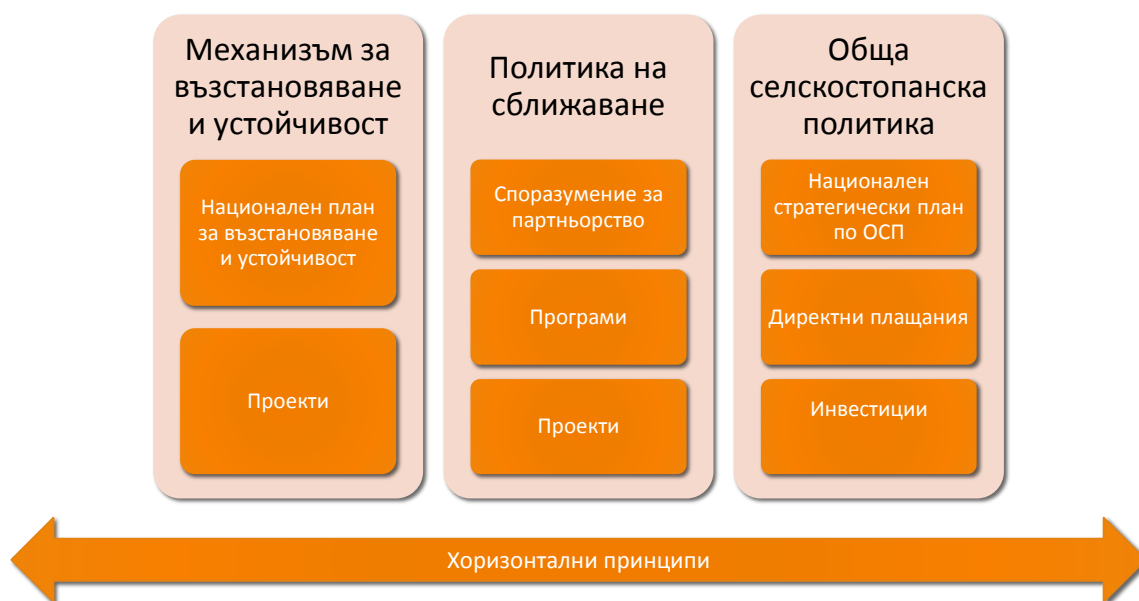 Механизъм за
възстановяване
и устойчивост
Национален план
за възстановяване
и устойчивост
Проекти
Политика на
сближаване
Споразумение за
партньорство
Програми
Проекти
Обща
селскостопанска
политика
Национален
стратегически план
по ОСП
Директни плащания
Инвестиции
Хоризонтални принципи